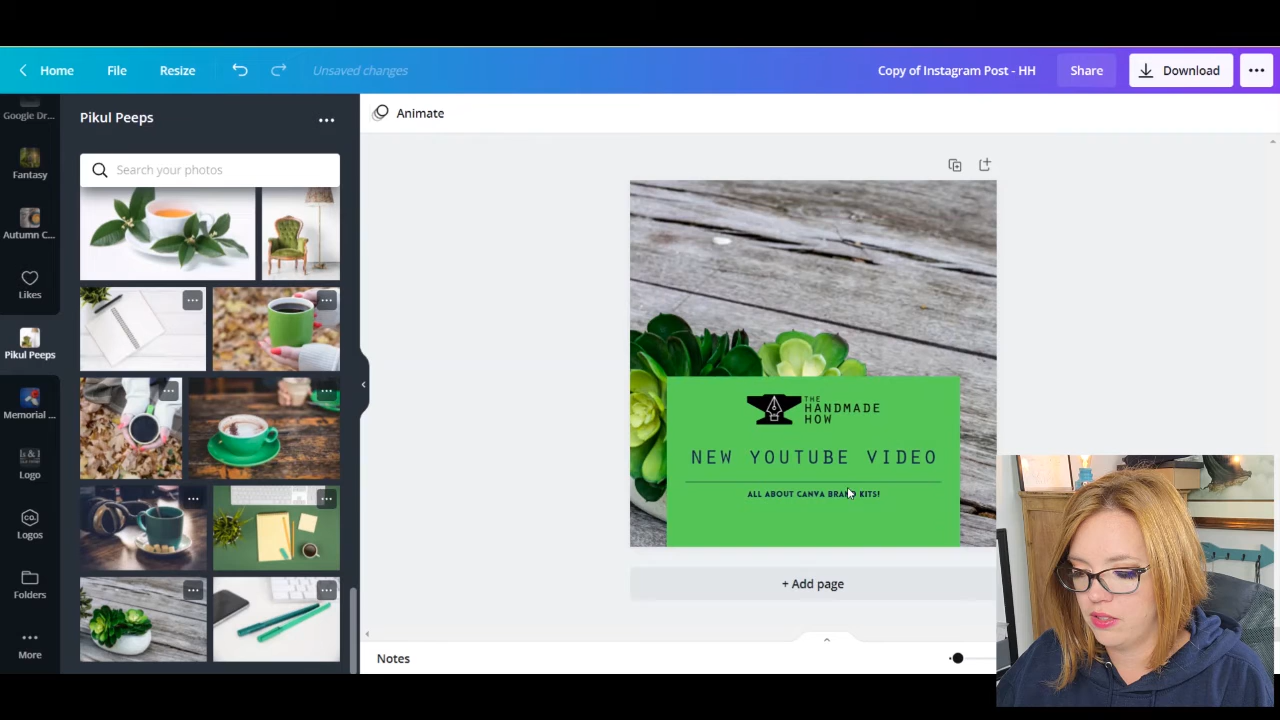 Home
File
Resize
Unsaved changes
Copy of Instagram Post - HH
Share
Download
Google Dr...
Fantasy
Autumn C...
Likes
Pikul Peeps
Memorial ...
Logo
Logos
Folders
More
Pikul Peeps
Search your photos
Animate
THE
HANDMADE
HOW
NEW YOUTUBE VIDEO
ALL ABOUT CANVA BRAND KITS!
+ Add page
Notes